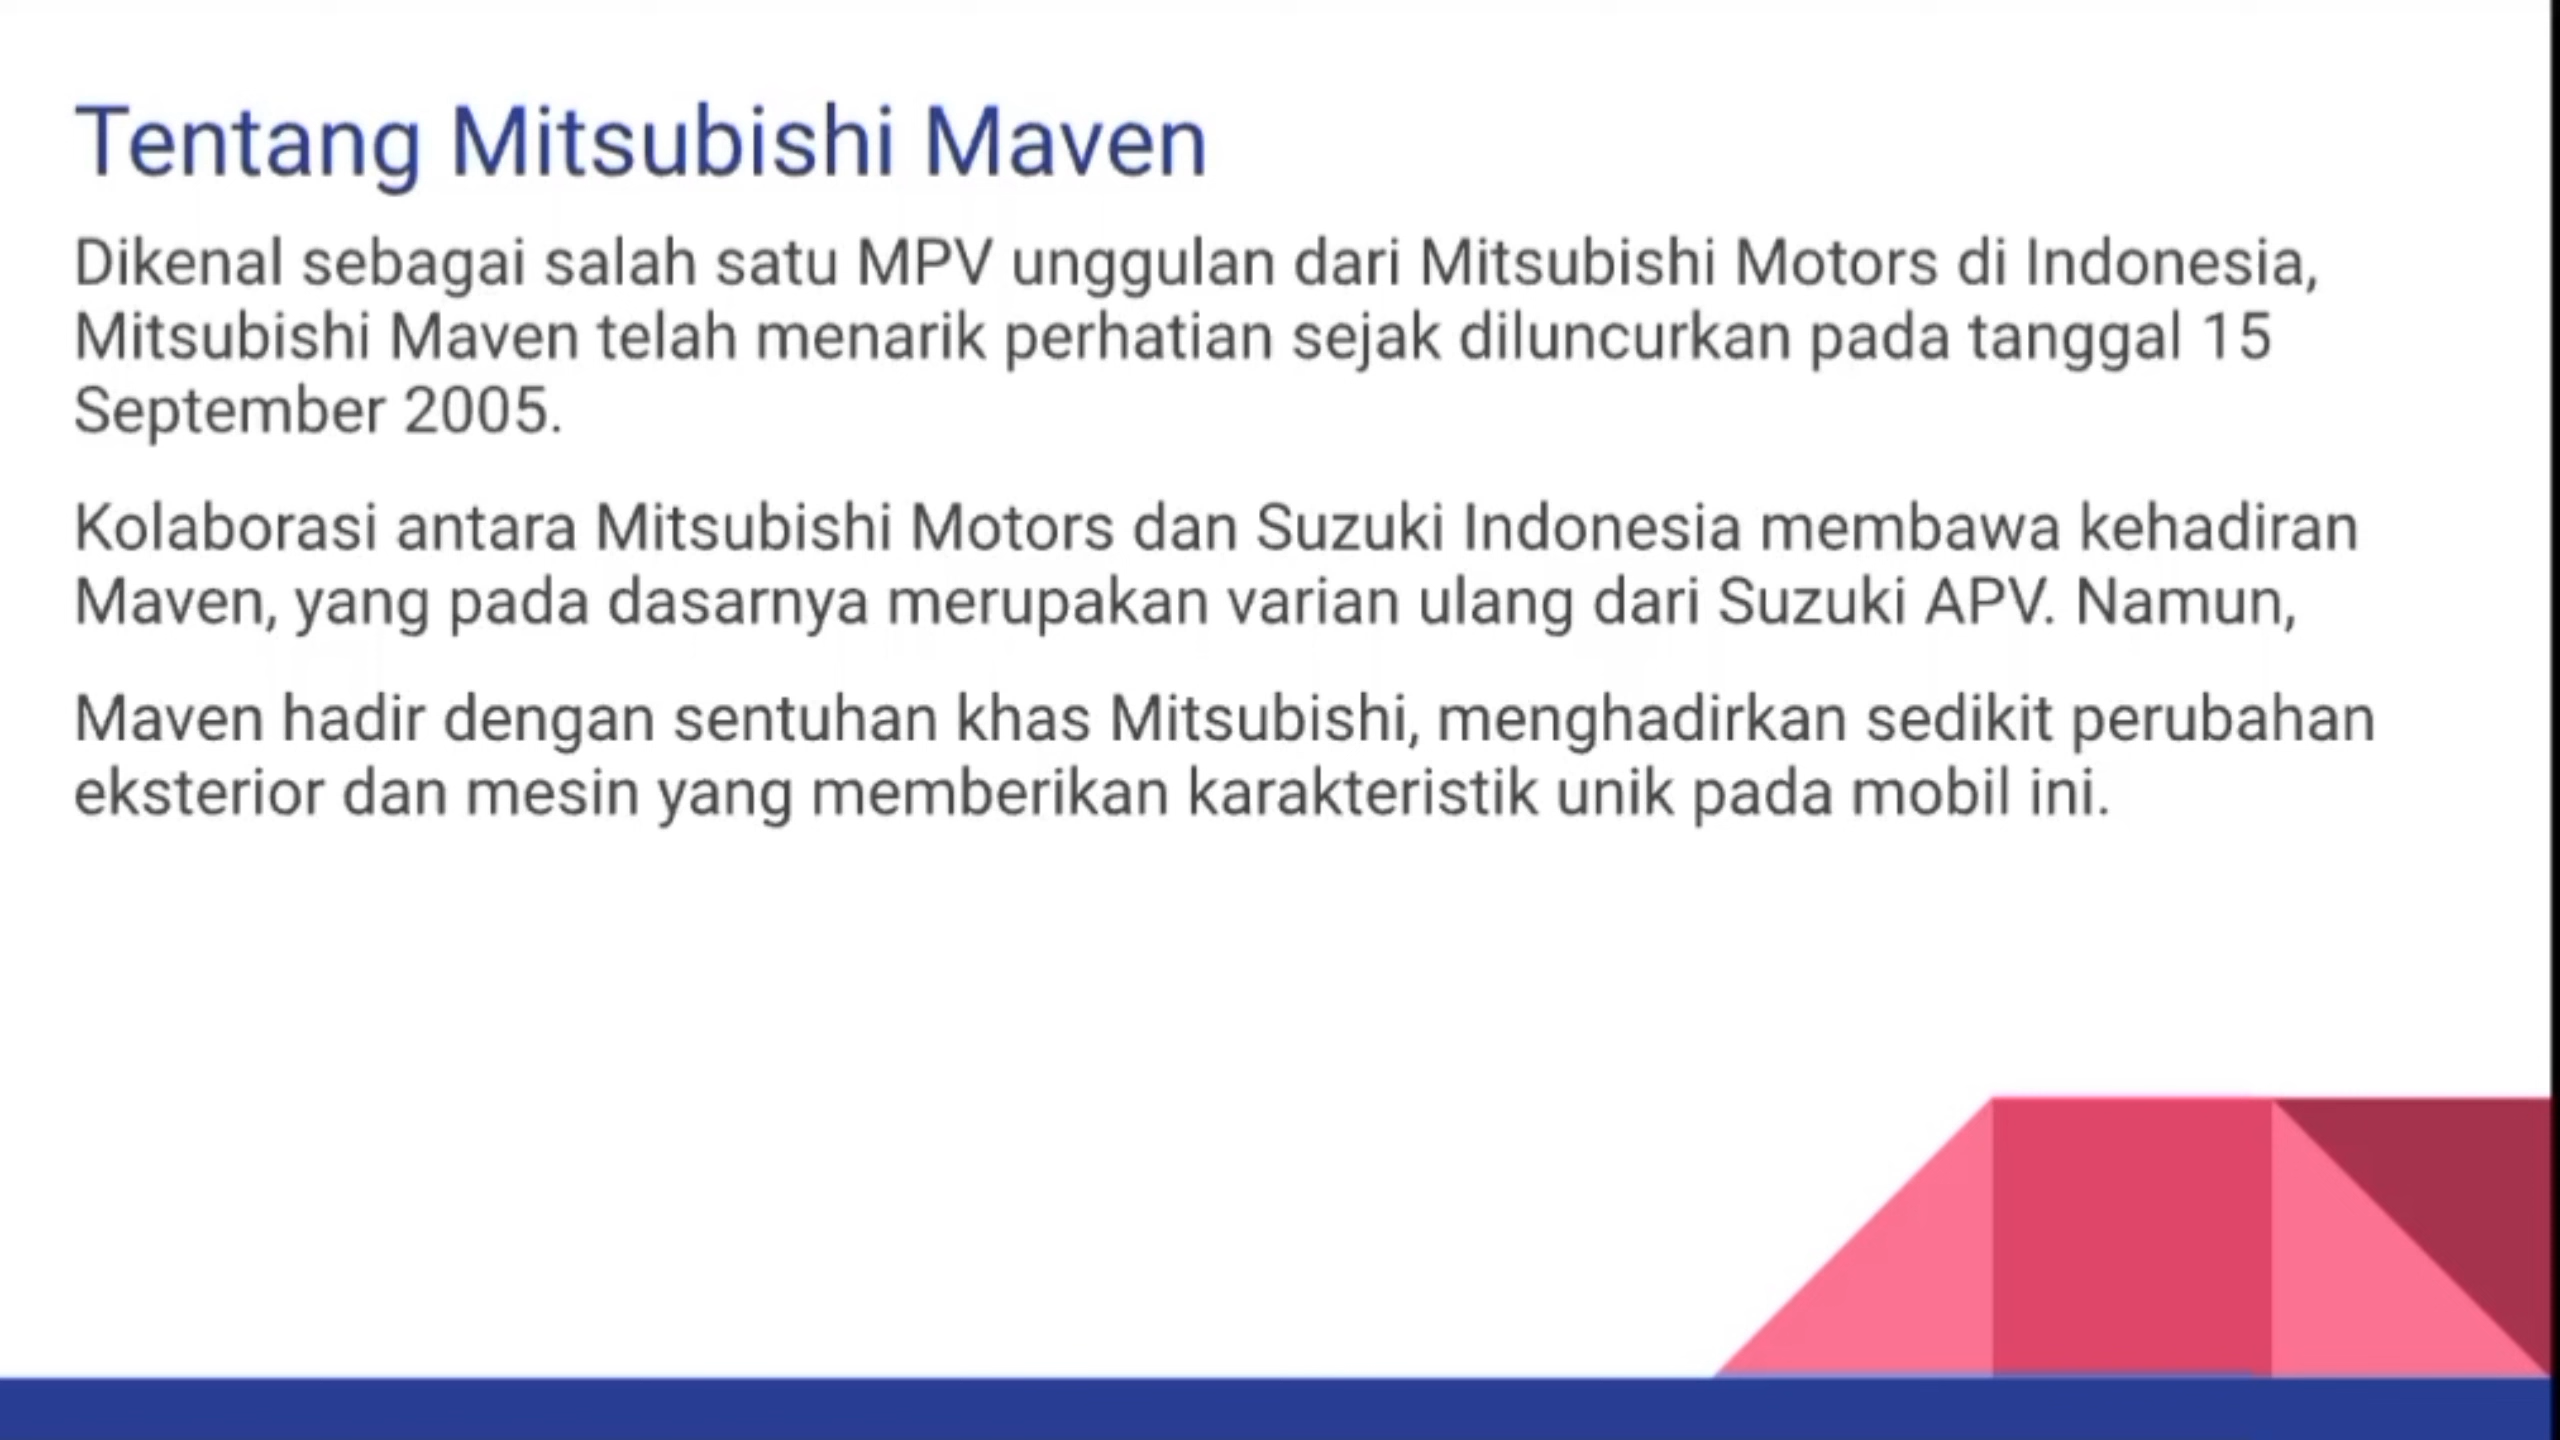 Tentang Mitsubishi Maven
Dikenal sebagai salah satu MPV unggulan dari Mitsubishi Motors di Indonesia,
Mitsubishi Maven telah menarik perhatian sejak diluncurkan pada tanggal 15
September 2005.
Kolaborasi antara Mitsubishi Motors dan Suzuki Indonesia membawa kehadiran
Maven, yang pada dasarnya merupakan varian ulang dari Suzuki APV. Namun,
Maven hadir dengan sentuhan khas Mitsubishi, menghadirkan sedikit perubahan
eksterior dan mesin yang memberikan karakteristik unik pada mobil ini.